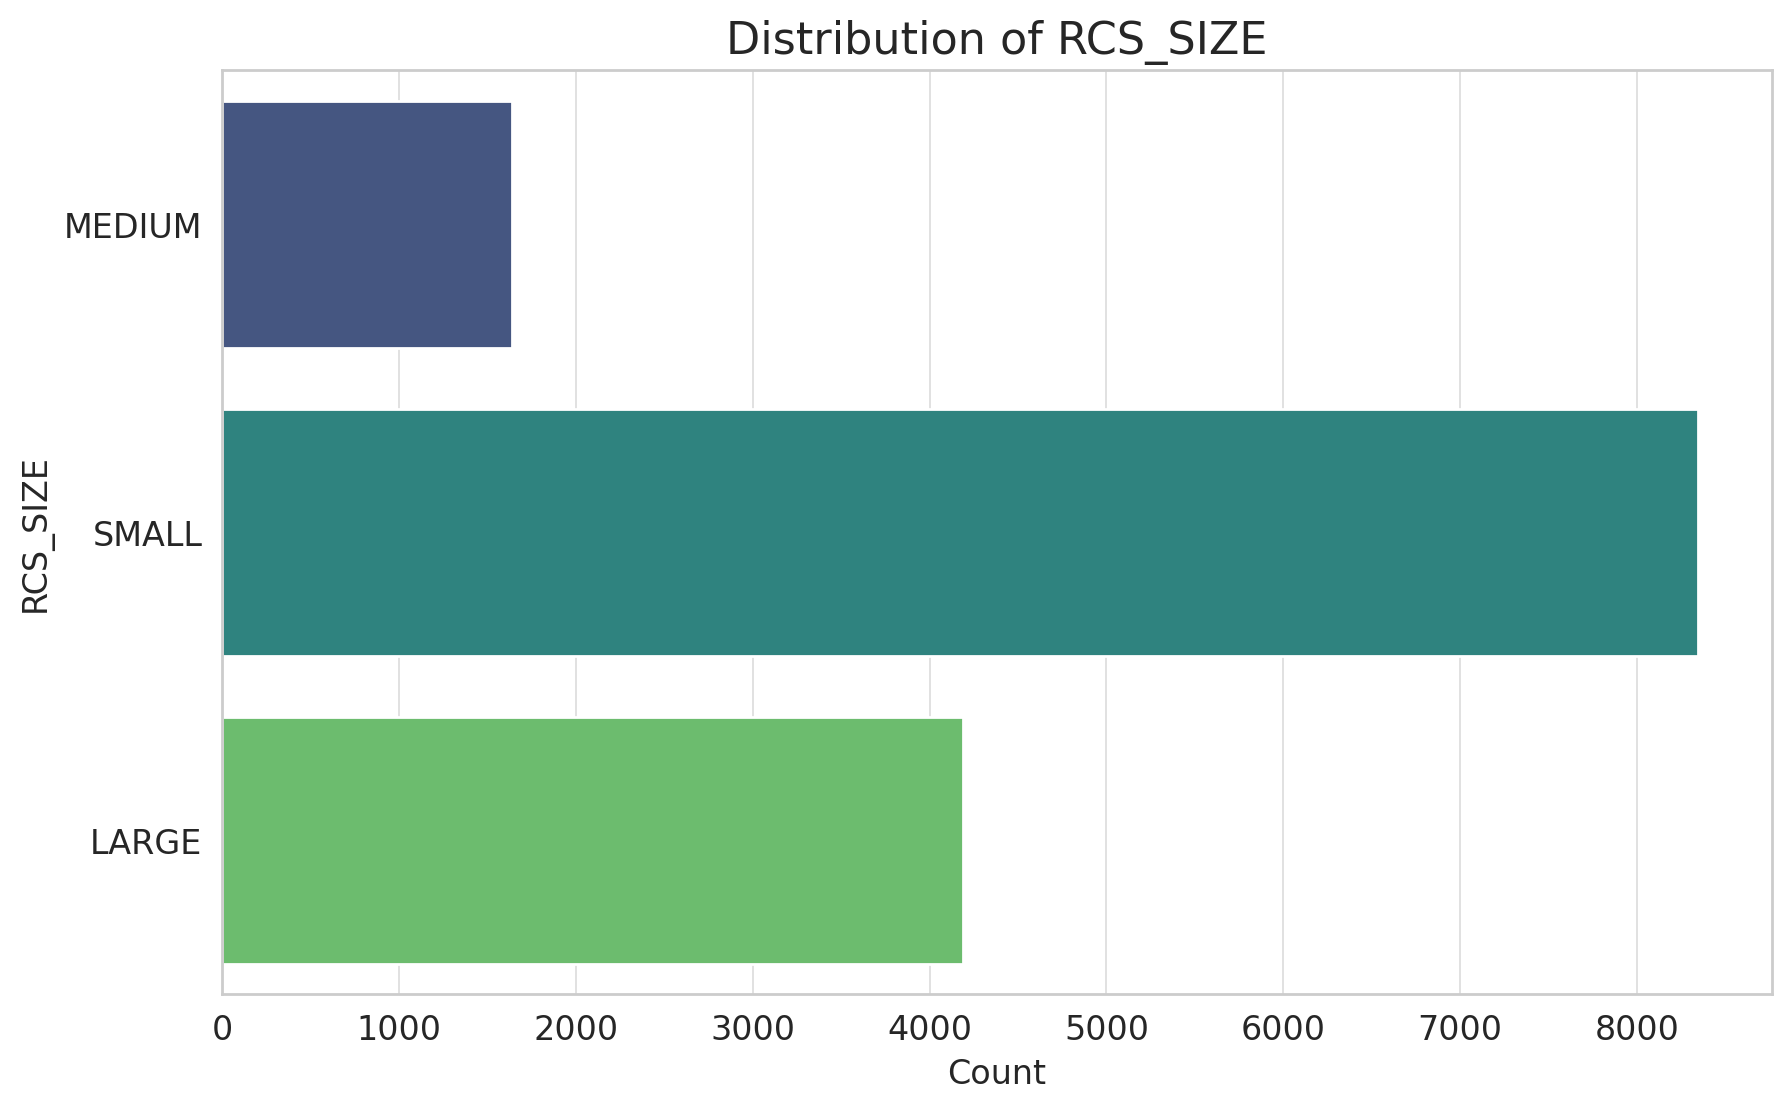 Distribution of RCS_SIZE
MEDIUM
SMALL
LARGE
RCS_SIZE
0 1000 2000 3000 4000 5000 6000 7000 8000
Count